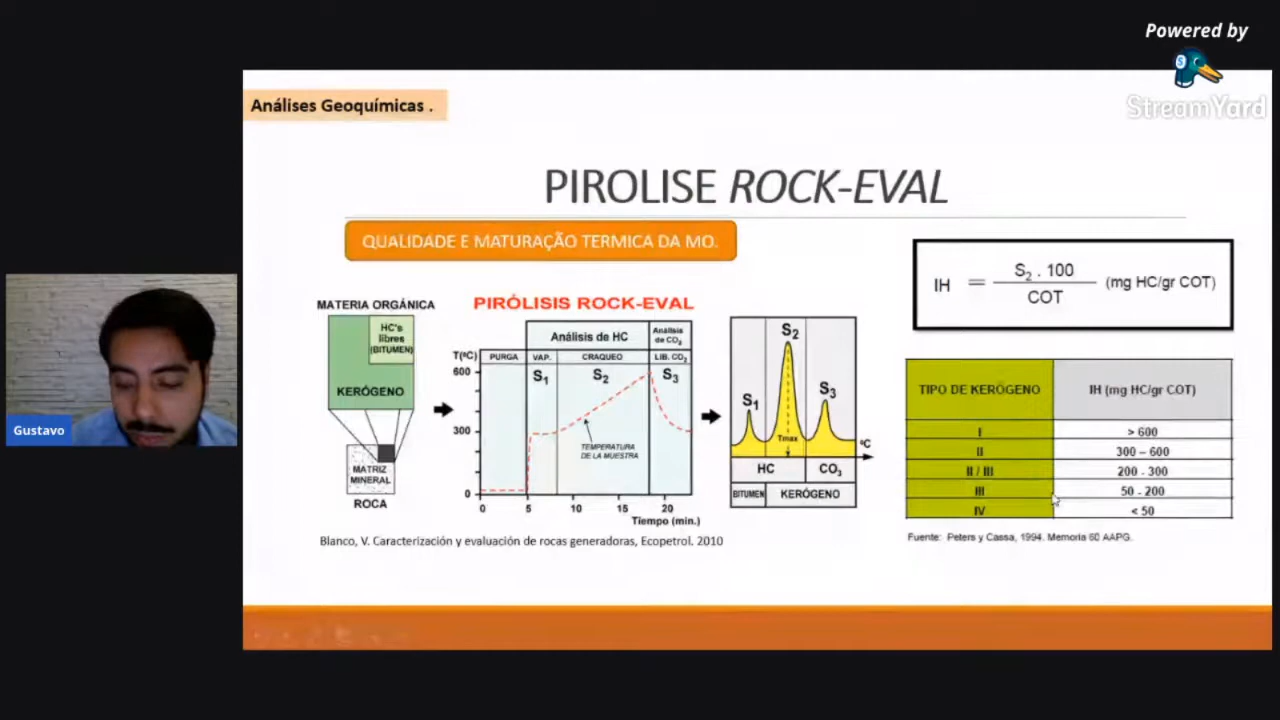 Powered by
StreamYard
Análises Geoquímicas .
PIROLISE ROCK-EVAL
QUALIDADE E MATURAÇÃO TERMICA DA MO.
IH = S2 . 100 / COT (mg HC/gr COT)
MATERIA ORGÁNICA
HC's
libres
(BITUMEN)
KERÓGENO
MATRIZ
MINERAL
ROCA
PIRÓLISIS ROCK-EVAL
Análisis de HC
Análisis
de CO2
T(ºC)
PURGA
VAP.
CRAQUEO
LIB. CO2
600
S1
S2
S3
300
TEMPERATURA
DE LA MUESTRA
0
0 5 10 15 20
Tiempo (min.)
S2
S1
S3
Tmax
ºC
HC
CO3
BITUMEN
KERÓGENO
TIPO DE KERÓGENO IH (mg HC/gr COT)
I > 600
II 300 – 600
II / III 200 - 300
III 50 - 200
IV < 50
Blanco, V. Caracterización y evaluación de rocas generadoras, Ecopetrol. 2010
Fuente: Peters y Cassa, 1994. Memoria 60 AAPG.
Gustavo